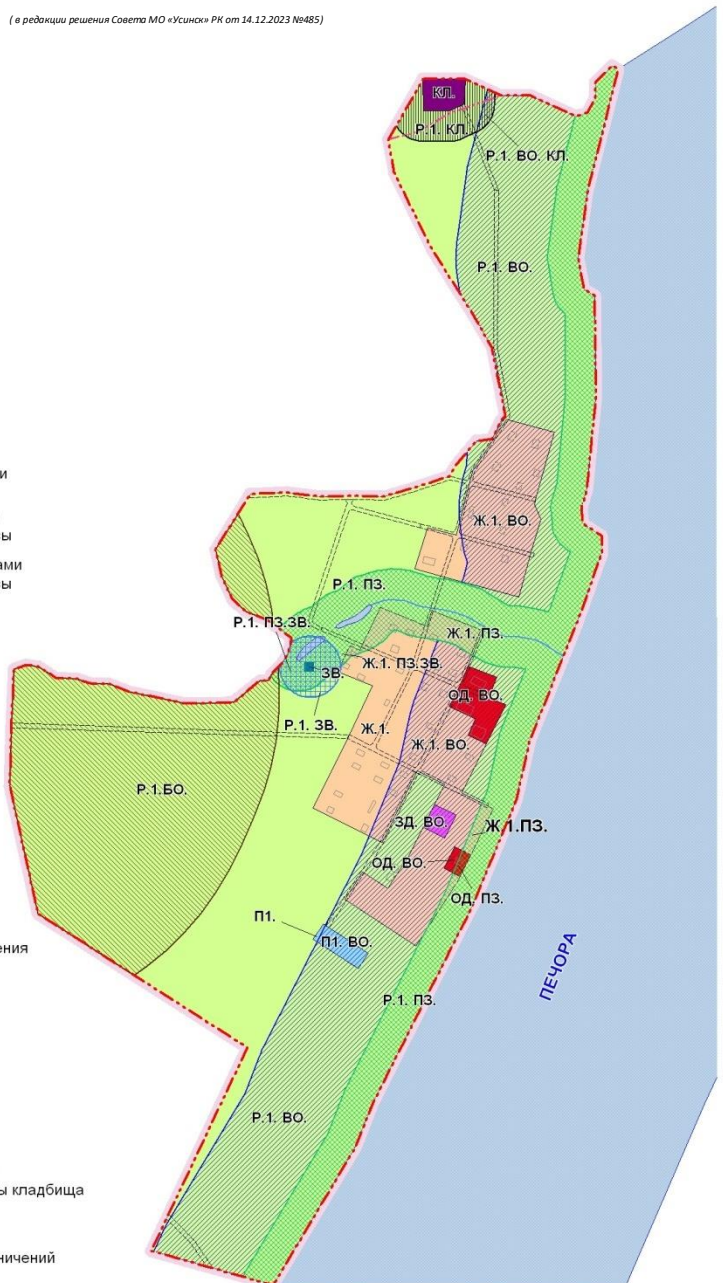 ( в редакции решения Совета МО «Усинск» РК от 14.12.2023 №485)
КЛ.
Р.1. КЛ.
Р.1. ВО. КЛ.
Р.1. ВО.
Ж.1. ВО.
Р.1. ПЗ.
Р.1. ПЗ.ЗВ.
Ж.1. ПЗ.
Ж.1. ПЗ.ЗВ.
ЗВ.
ОД. ВО.
Р.1. ЗВ.
Ж.1.
Ж.1. ВО.
Р.1.БО.
ЗД. ВО.
Ж.1.ПЗ.
ОД. ВО.
ОД. ПЗ.
П1.
П1. ВО.
ПЕЧОРА
Р.1. ПЗ.
Р.1. ВО.
ы кладбища